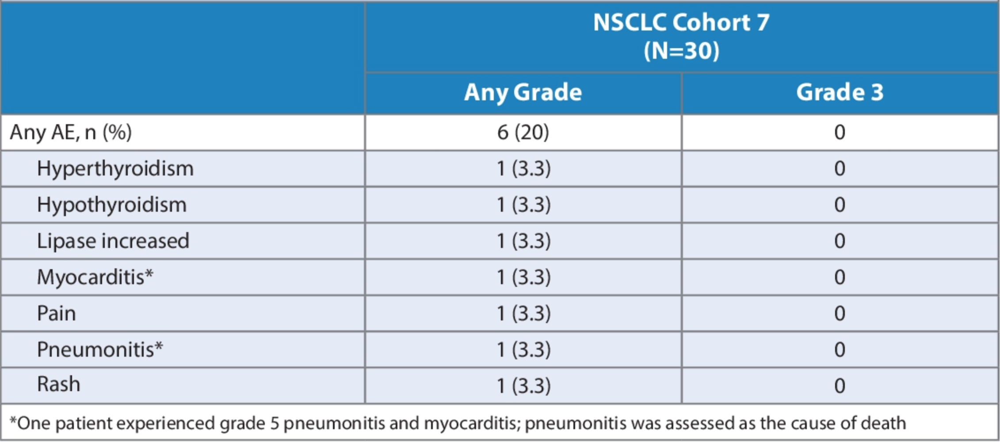 NSCLC Cohort 7
(N=30)
Any Grade Grade 3
Any AE, n (%) 6 (20) 0
Hyperthyroidism 1 (3.3) 0
Hypothyroidism 1 (3.3) 0
Lipase increased 1 (3.3) 0
Myocarditis* 1 (3.3) 0
Pain 1 (3.3) 0
Pneumonitis* 1 (3.3) 0
Rash 1 (3.3) 0
*One patient experienced grade 5 pneumonitis and myocarditis; pneumonitis was assessed as the cause of death